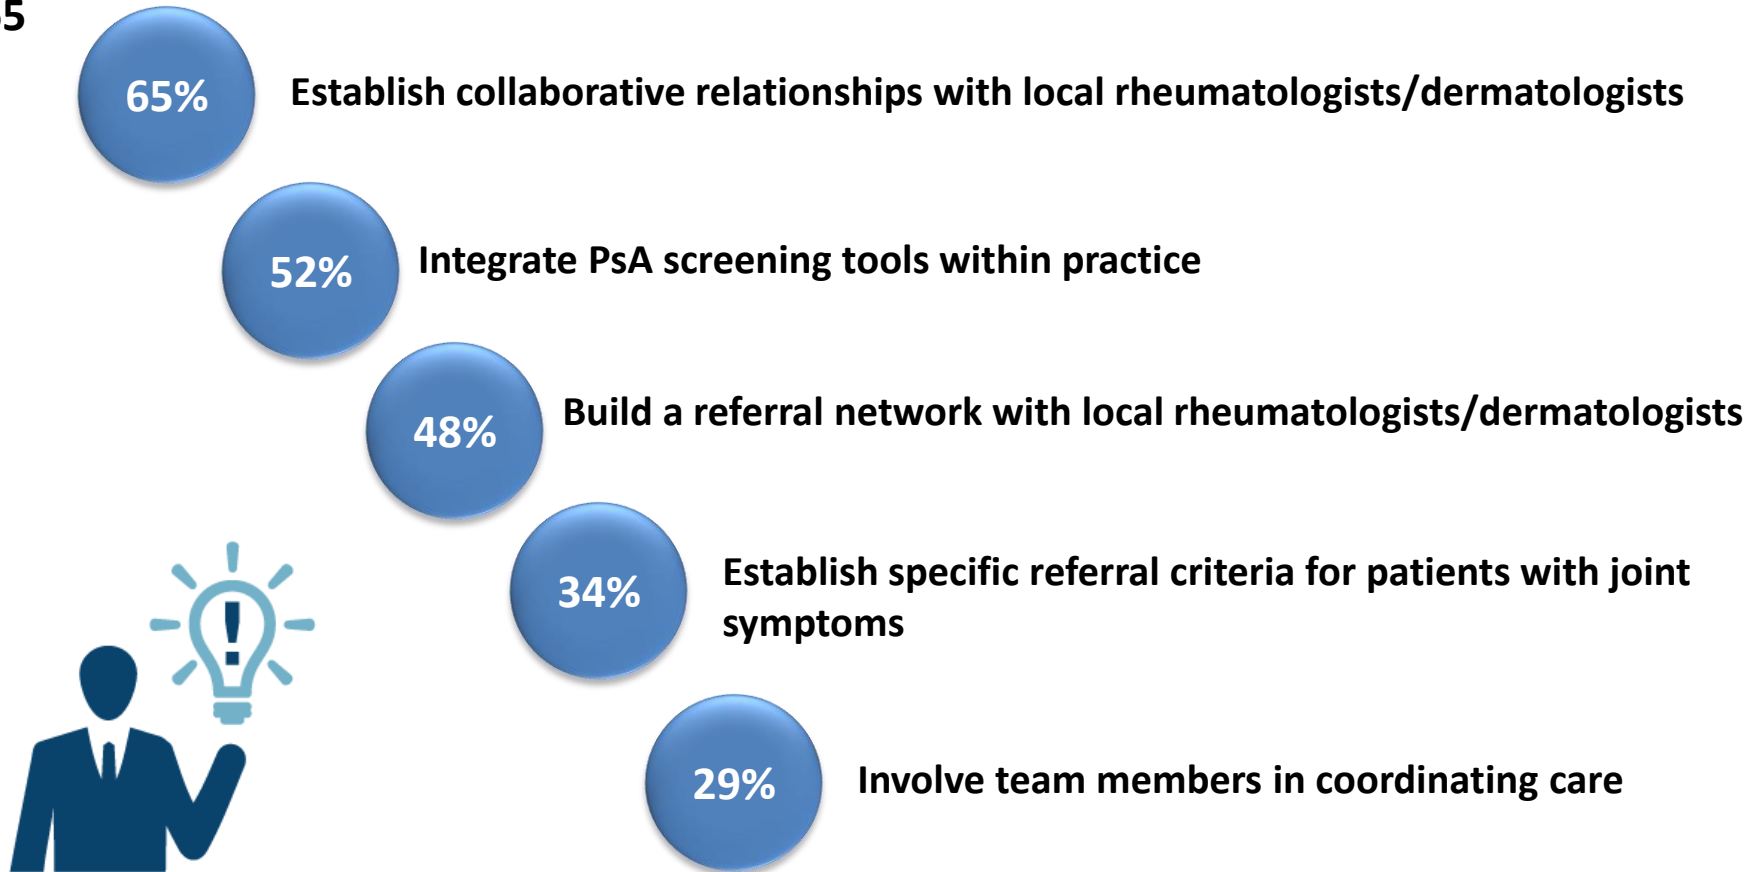 65%
Establish collaborative relationships with local rheumatologists/dermatologists
52%
Integrate PsA screening tools within practice
48%
Build a referral network with local rheumatologists/dermatologists
34%
Establish specific referral criteria for patients with joint
symptoms
29%
Involve team members in coordinating care